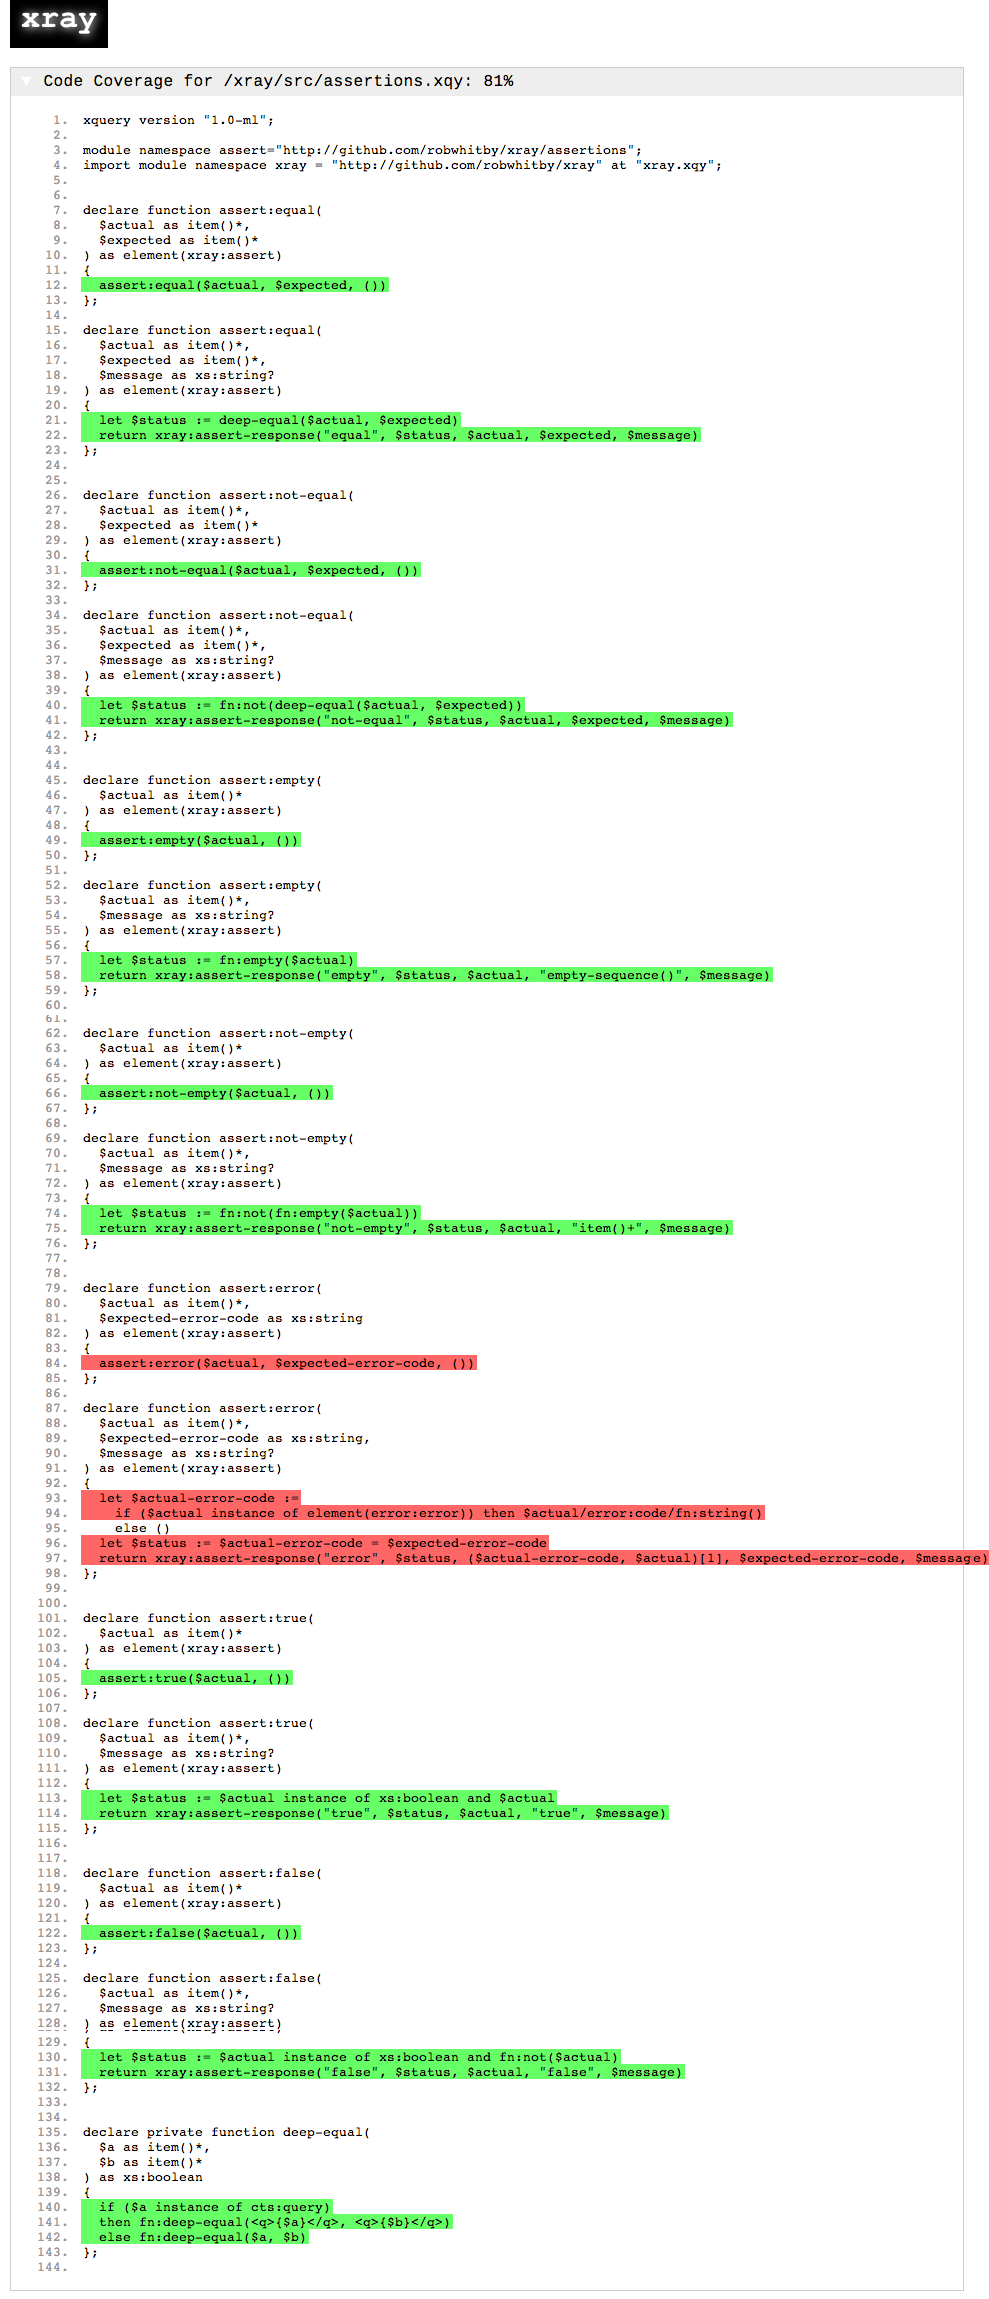 xray
▼ Code Coverage for /xray/src/assertions.xqy: 81%
1. xquery version "1.0-ml";
2.
3. module namespace assert="http://github.com/robwhitby/xray/assertions";
4. import module namespace xray = "http://github.com/robwhitby/xray" at "xray.xqy";
5.
6.
7. declare function assert:equal(
8.   $actual as item()*,
9.   $expected as item()*
10. ) as element(xray:assert)
11. {
12.   assert:equal($actual, $expected, ())
13. };
14.
15. declare function assert:equal(
16.   $actual as item()*,
17.   $expected as item()*,
18.   $message as xs:string?
19. ) as element(xray:assert)
20. {
21.   let $status := deep-equal($actual, $expected)
22.   return xray:assert-response("equal", $status, $actual, $expected, $message)
23. };
24.
25.
26. declare function assert:not-equal(
27.   $actual as item()*,
28.   $expected as item()*
29. ) as element(xray:assert)
30. {
31.   assert:not-equal($actual, $expected, ())
32. };
33.
34. declare function assert:not-equal(
35.   $actual as item()*,
36.   $expected as item()*,
37.   $message as xs:string?
38. ) as element(xray:assert)
39. {
40.   let $status := fn:not(deep-equal($actual, $expected))
41.   return xray:assert-response("not-equal", $status, $actual, $expected, $message)
42. };
43.
44.
45. declare function assert:empty(
46.   $actual as item()*
47. ) as element(xray:assert)
48. {
49.   assert:empty($actual, ())
50. };
51.
52. declare function assert:empty(
53.   $actual as item()*,
54.   $message as xs:string?
55. ) as element(xray:assert)
56. {
57.   let $status := fn:empty($actual)
58.   return xray:assert-response("empty", $status, $actual, "empty-sequence()", $message)
59. };
60.
61.
62. declare function assert:not-empty(
63.   $actual as item()*
64. ) as element(xray:assert)
65. {
66.   assert:not-empty($actual, ())
67. };
68.
69. declare function assert:not-empty(
70.   $actual as item()*,
71.   $message as xs:string?
72. ) as element(xray:assert)
73. {
74.   let $status := fn:not(fn:empty($actual))
75.   return xray:assert-response("not-empty", $status, $actual, "item()+", $message)
76. };
77.
78.
79. declare function assert:error(
80.   $actual as item()*,
81.   $expected-error-code as xs:string
82. ) as element(xray:assert)
83. {
84.   assert:error($actual, $expected-error-code, ())
85. };
86.
87. declare function assert:error(
88.   $actual as item()*,
89.   $expected-error-code as xs:string,
90.   $message as xs:string?
91. ) as element(xray:assert)
92. {
93.   let $actual-error-code :=
94.     if ($actual instance of element(error:error)) then $actual/error:code/fn:string()
95.     else ()
96.   let $status := $actual-error-code = $expected-error-code
97.   return xray:assert-response("error", $status, ($actual-error-code, $actual)[1], $expected-error-code, $message)
98. };
99.
100.
101. declare function assert:true(
102.   $actual as item()*
103. ) as element(xray:assert)
104. {
105.   assert:true($actual, ())
106. };
107.
108. declare function assert:true(
109.   $actual as item()*,
110.   $message as xs:string?
111. ) as element(xray:assert)
112. {
113.   let $status := $actual instance of xs:boolean and $actual
114.   return xray:assert-response("true", $status, $actual, "true", $message)
115. };
116.
117.
118. declare function assert:false(
119.   $actual as item()*
120. ) as element(xray:assert)
121. {
122.   assert:false($actual, ())
123. };
124.
125. declare function assert:false(
126.   $actual as item()*,
127.   $message as xs:string?
128. ) as element(xray:assert)
129. {
130.   let $status := $actual instance of xs:boolean and fn:not($actual)
131.   return xray:assert-response("false", $status, $actual, "false", $message)
132. };
133.
134.
135. declare private function deep-equal(
136.   $a as item()*,
137.   $b as item()*
138. ) as xs:boolean
139. {
140.   if ($a instance of cts:query)
141.   then fn:deep-equal(<q>{$a}</q>, <q>{$b}</q>)
142.   else fn:deep-equal($a, $b)
143. };
144.